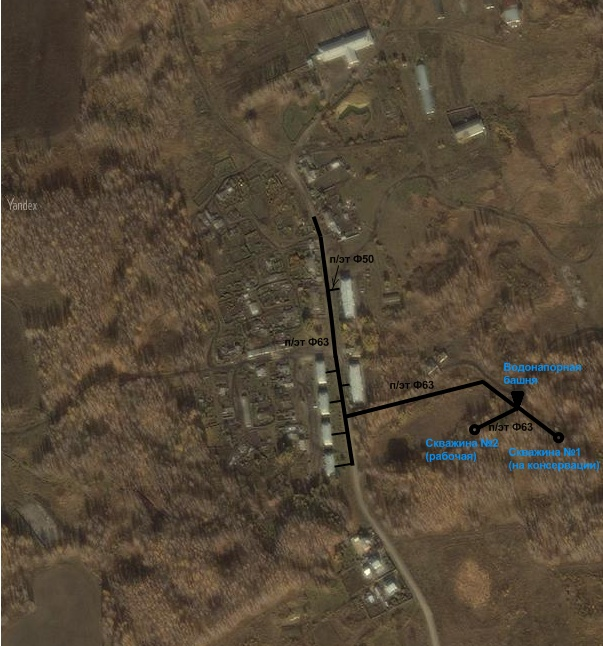 Yandex
п/эт Ф50
п/эт Ф63
п/эт Ф63
Водонапорная
башня
п/эт Ф63
Скважина №2
(рабочая)
Скважина №1
(на консервации)